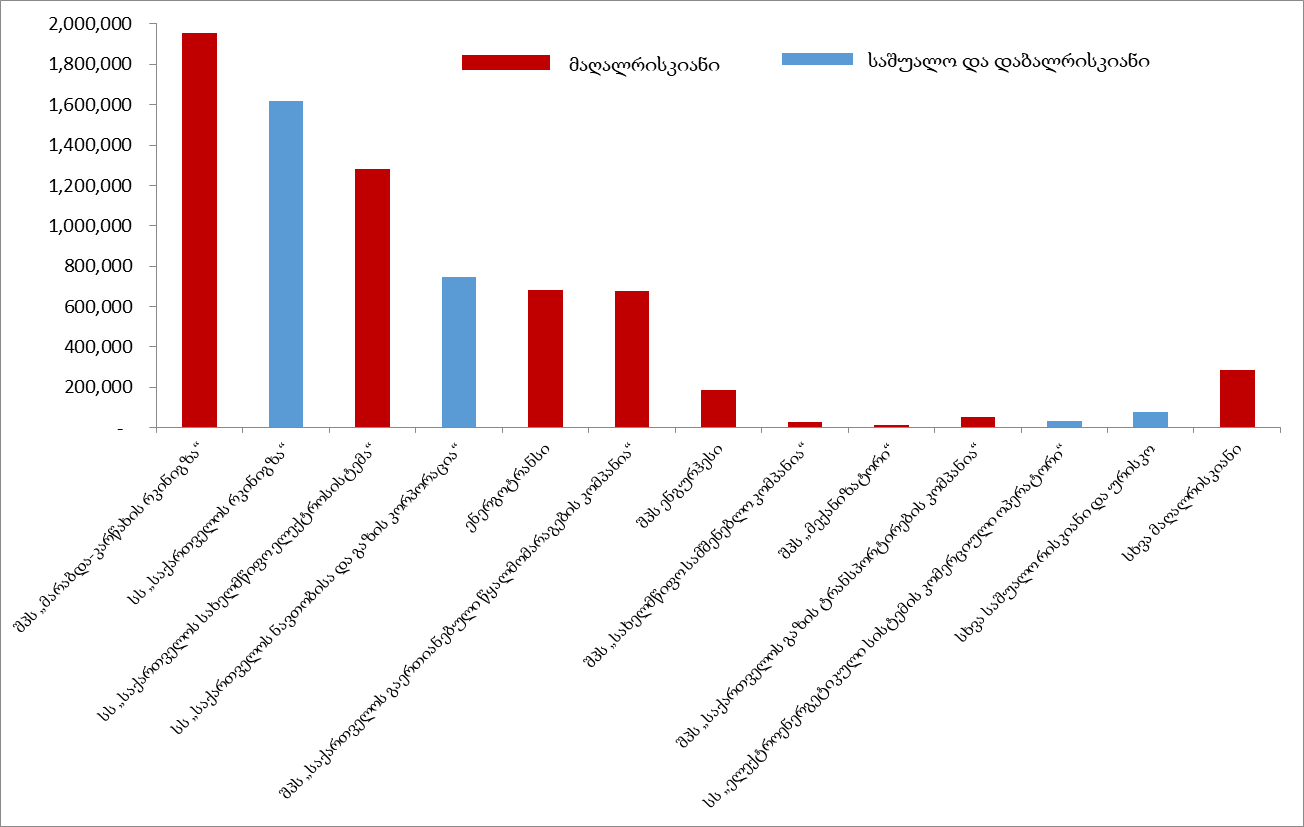 2,000,000
1,800,000
1,600,000
1,400,000
1,200,000
1,000,000
800,000
600,000
400,000
200,000
-
მაღალრისკიანი
საშუალო და დაბალრისკიანი
შპს „მარაბდა-კარწახის რკინიგზა“
სს „საქართველოს რკინიგზა“
სს „საქართველოს სახელმწიფო ელექტროსისტემა“
სს „საქართველოს ნავთობისა და გაზის კორპორაცია“
ენერგოტრანსი
შპს „საქართველოს გაერთიანებული წყალმომარაგების კომპანია“
შპს ენგურჰესი
შპს „სახელმწიფო სამშენებლო კომპანია“
შპს „მექანიზატორი“
შპს „საქართველოს გაზის ტრანსპორტირების კომპანია“
სს „ელექტროენერგეტიკული სისტემის კომერციული ოპერატორი“
სხვა საშუალო რისკიანი და ურისკო
სხვა მაღალრისკიანი